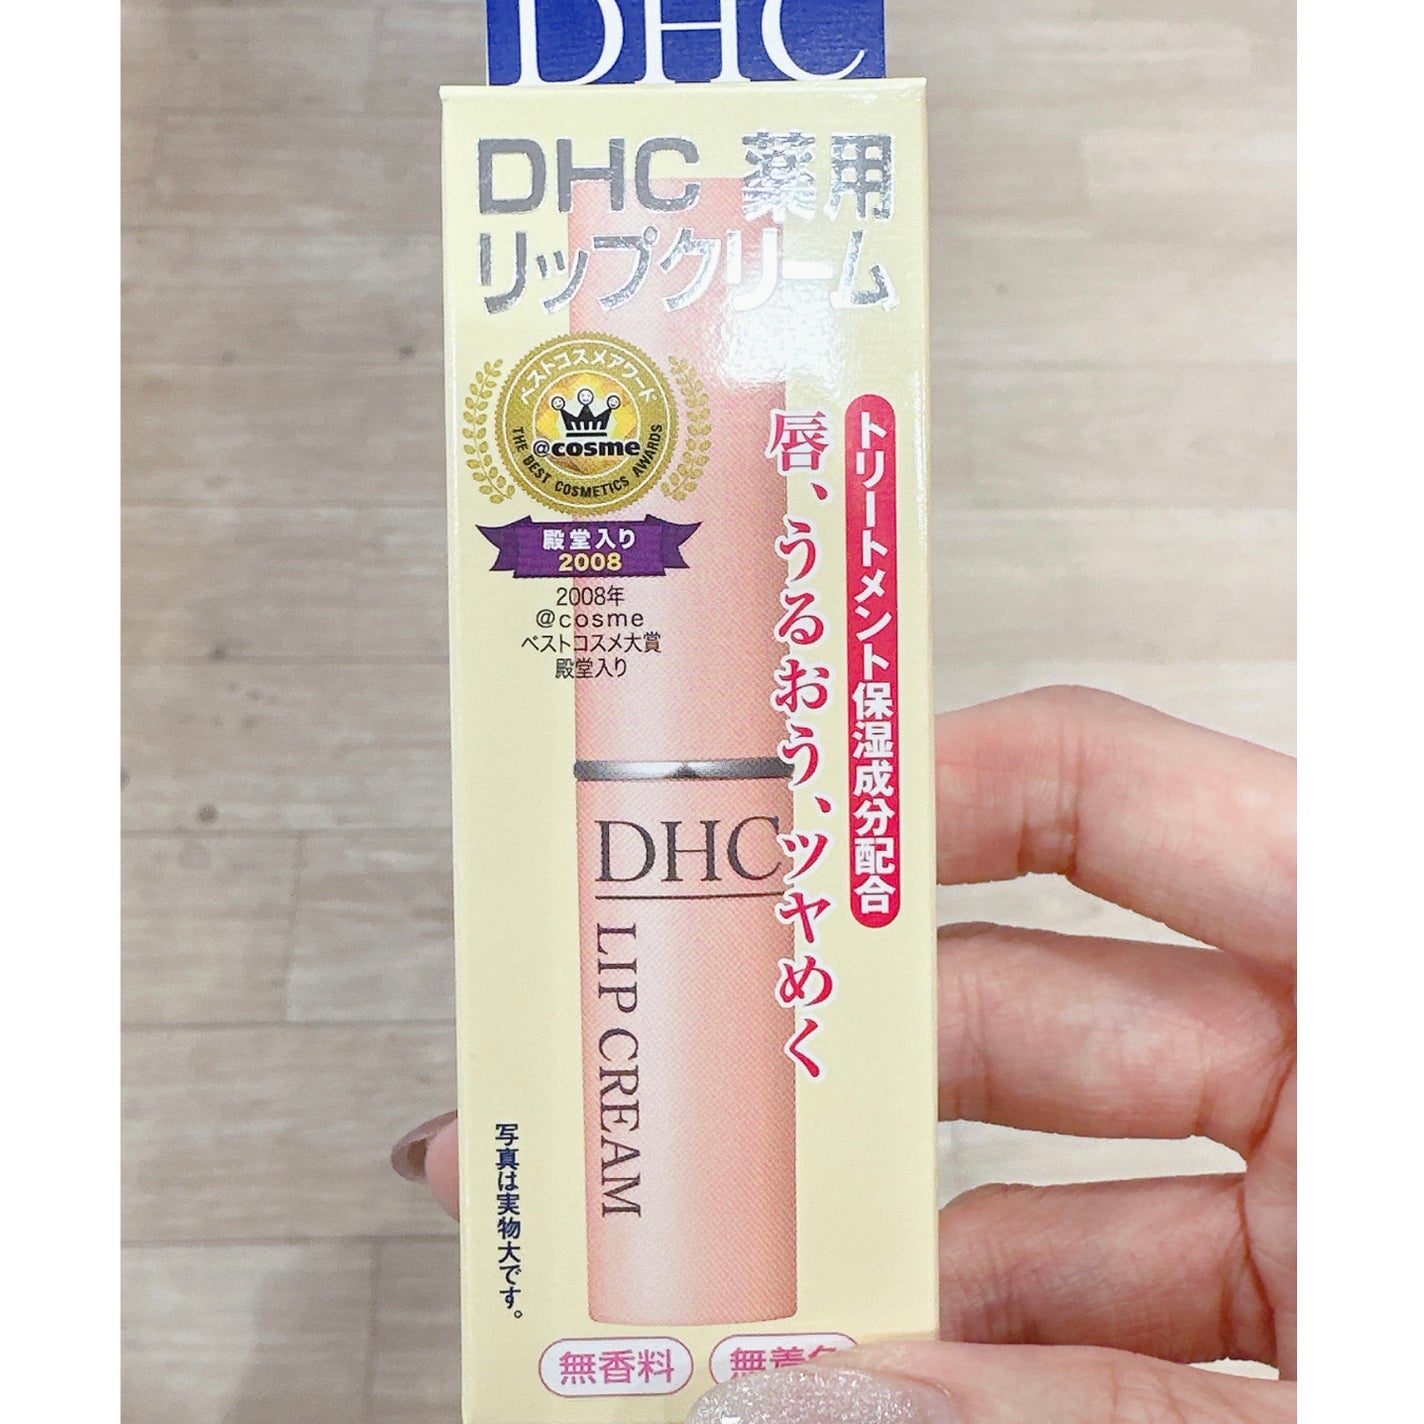 DHC
DHC 薬用
リップクリーム
ベストコスメアワード
@cosme
THE BEST COSMETICS AWARDS
殿堂入り
2008
2008年
@cosme
ベストコスメ大賞
殿堂入り
トリートメント保湿成分配合
唇、うるおう、ツヤめく
DHC
LIP CREAM
写真は実物大です。
無香料
無着